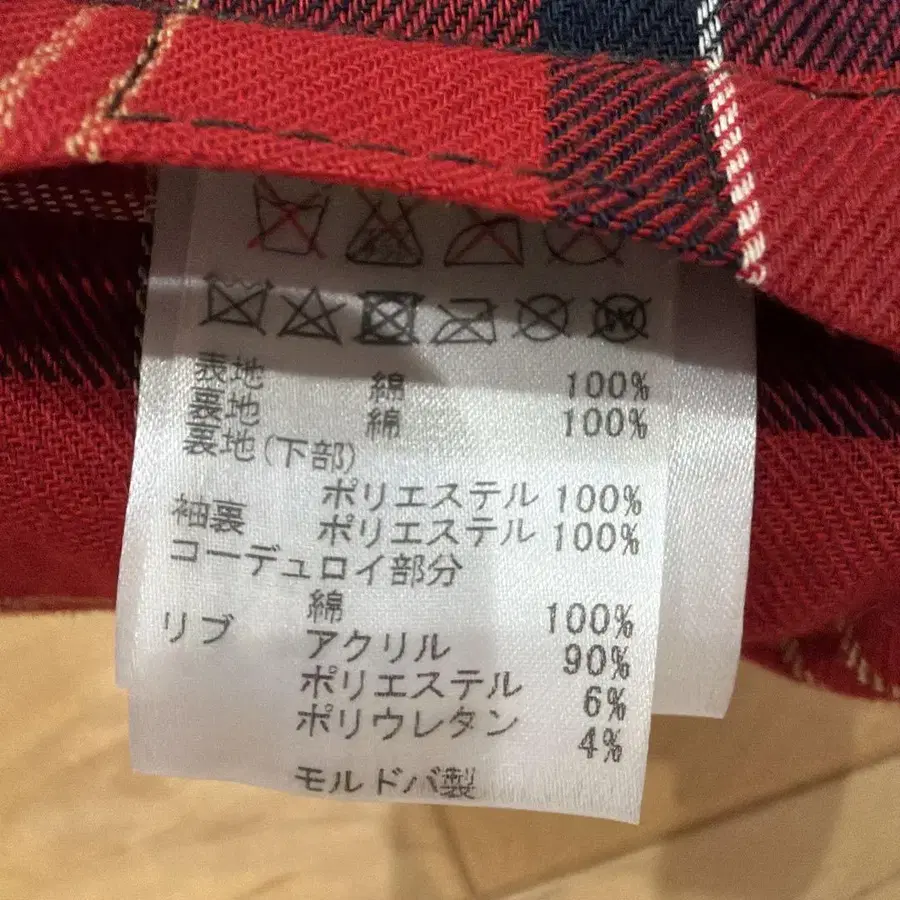 表地 綿 100%
裏地 綿 100%
裏地(下部)
ポリエステル 100%
袖裏 ポリエステル 100%
コーデュロイ部分
綿 100%
リブ アクリル 90%
ポリエステル 6%
ポリウレタン 4%
モルドバ製